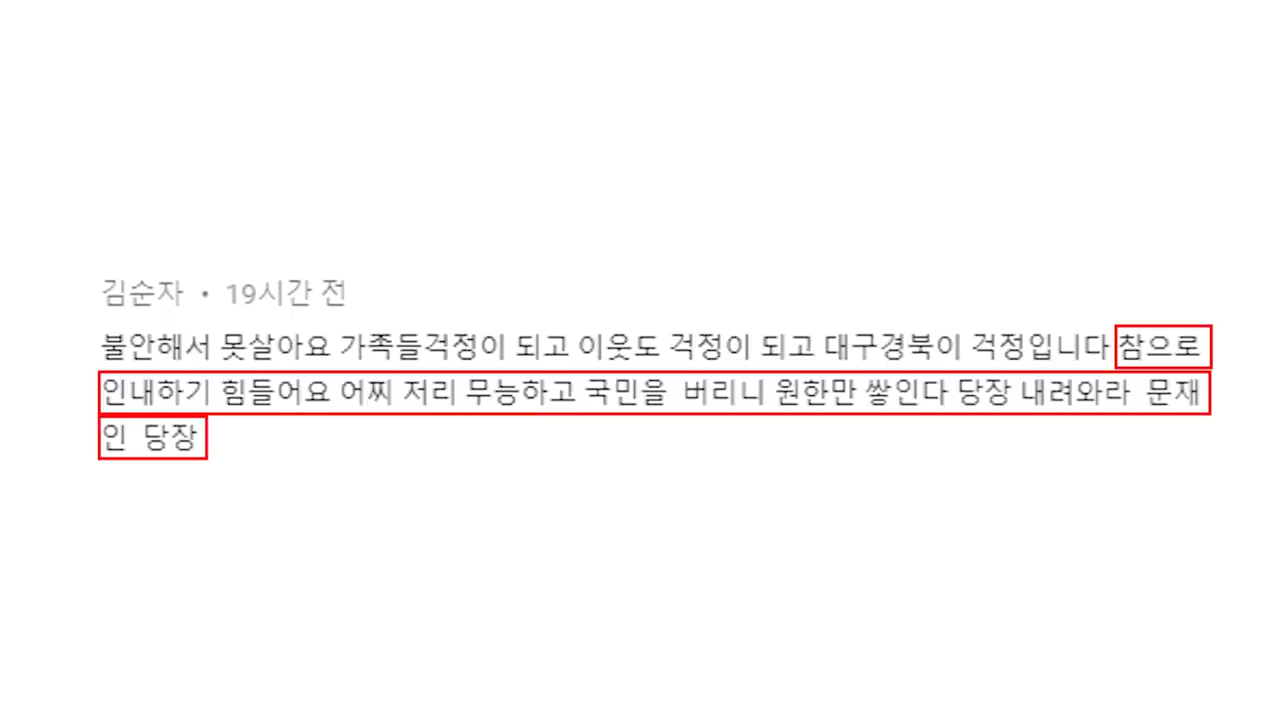 김순자 • 19시간 전
불안해서 못살아요 가족들걱정이 되고 이웃도 걱정이 되고 대구경북이 걱정입니다 참으로
인내하기 힘들어요 어찌 저리 무능하고 국민을  버리니 원한만 쌓인다 당장 내려와라  문재
인  당장